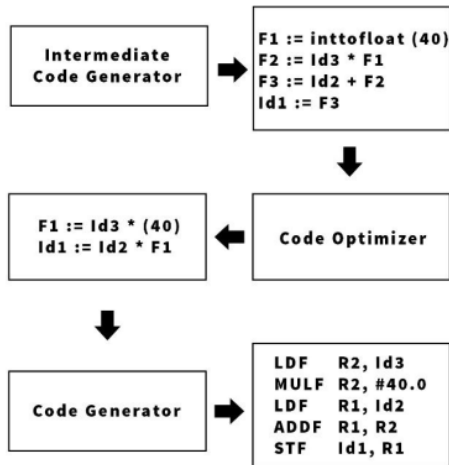 Intermediate
Code Generator
F1 := inttofloat (40)
F2 := Id3 * F1
F3 := Id2 + F2
Id1 := F3
Code Optimizer
F1 := Id3 * (40)
Id1 := Id2 * F1
Code Generator
LDF R2, Id3
MULF R2, #40.0
LDF R1, Id2
ADDF R1, R2
STF Id1, R1